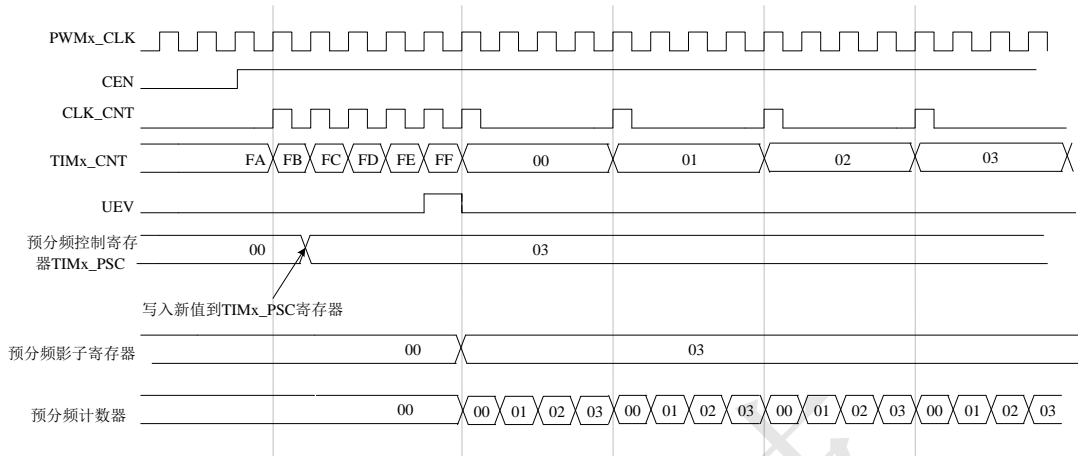 PWMx_CLK
CEN
CLK_CNT
TIMx_CNT FA FB FC FD FE FF 00 01 02 03
UEV
预分频控制寄存
器TIMx_PSC 00 03
写入新值到TIMx_PSC寄存器
预分频影子寄存器 00 03
预分频计数器 00 00 01 02 03 00 01 02 03 00 01 02 03 00 01 02 03